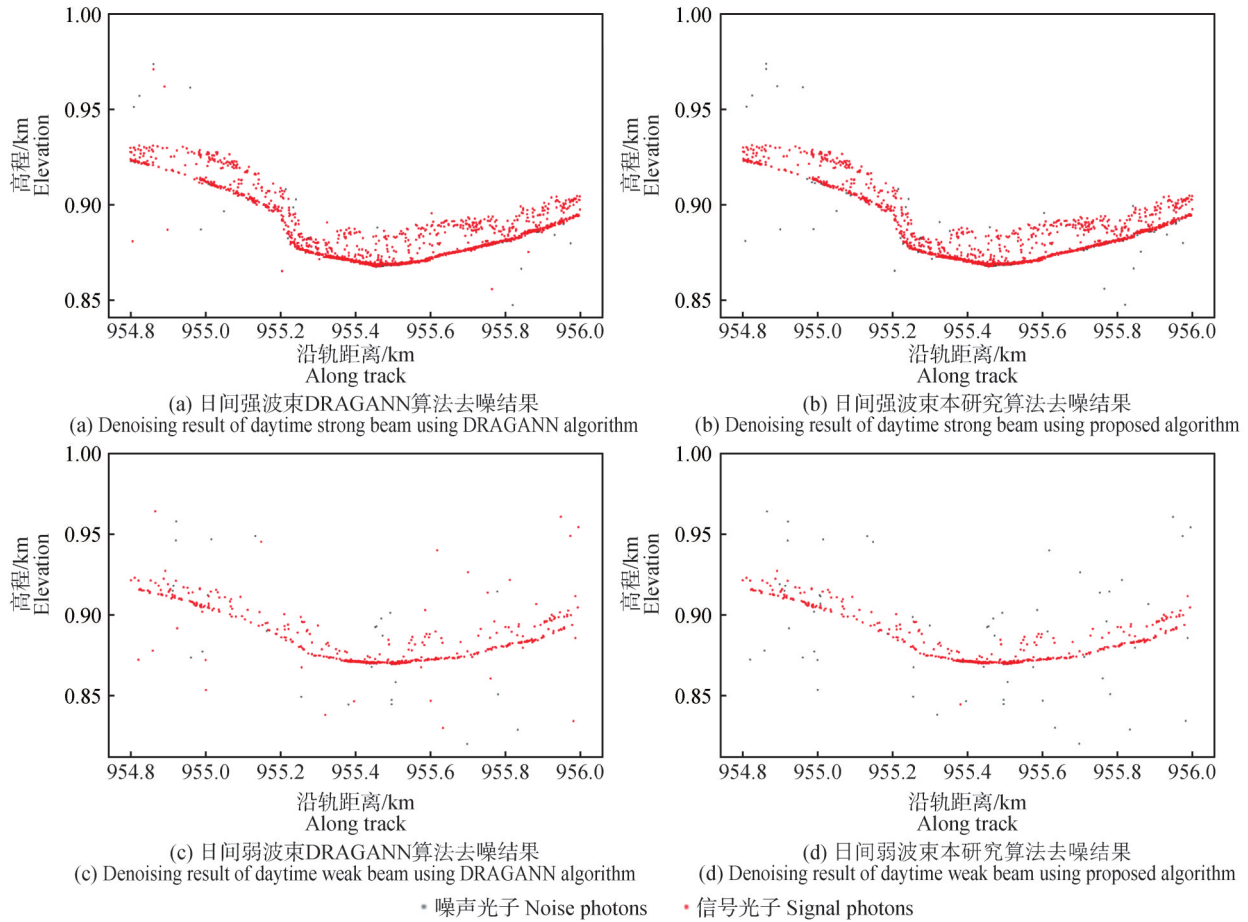 1.00
0.95
0.90
0.85
高程/km
Elevation
954.8 955.0 955.2 955.4 955.6 955.8 956.0
沿轨距离/km
Along track
(a) 日间强波束DRAGANN算法去噪结果
(a) Denoising result of daytime strong beam using DRAGANN algorithm
1.00
0.95
0.90
0.85
高程/km
Elevation
954.8 955.0 955.2 955.4 955.6 955.8 956.0
沿轨距离/km
Along track
(b) 日间强波束本研究算法去噪结果
(b) Denoising result of daytime strong beam using proposed algorithm
1.00
0.95
0.90
0.85
高程/km
Elevation
954.8 955.0 955.2 955.4 955.6 955.8 956.0
沿轨距离/km
Along track
(c) 日间弱波束DRAGANN算法去噪结果
(c) Denoising result of daytime weak beam using DRAGANN algorithm
1.00
0.95
0.90
0.85
高程/km
Elevation
954.8 955.0 955.2 955.4 955.6 955.8 956.0
沿轨距离/km
Along track
(d) 日间弱波束本研究算法去噪结果
(d) Denoising result of daytime weak beam using proposed algorithm
噪声光子 Noise photons 信号光子 Signal photons